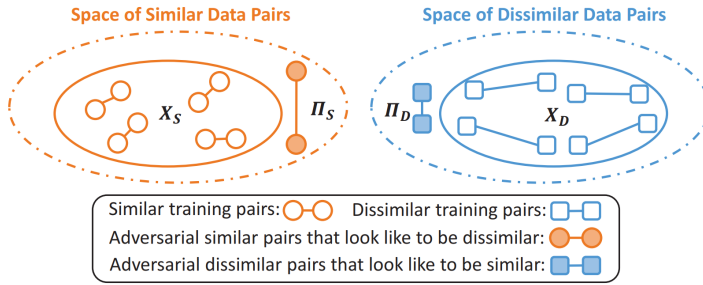 Space of Similar Data Pairs
Space of Dissimilar Data Pairs
X_S
Π_S
Π_D
X_D
Similar training pairs:
Dissimilar training pairs:
Adversarial similar pairs that look like to be dissimilar:
Adversarial dissimilar pairs that look like to be similar: